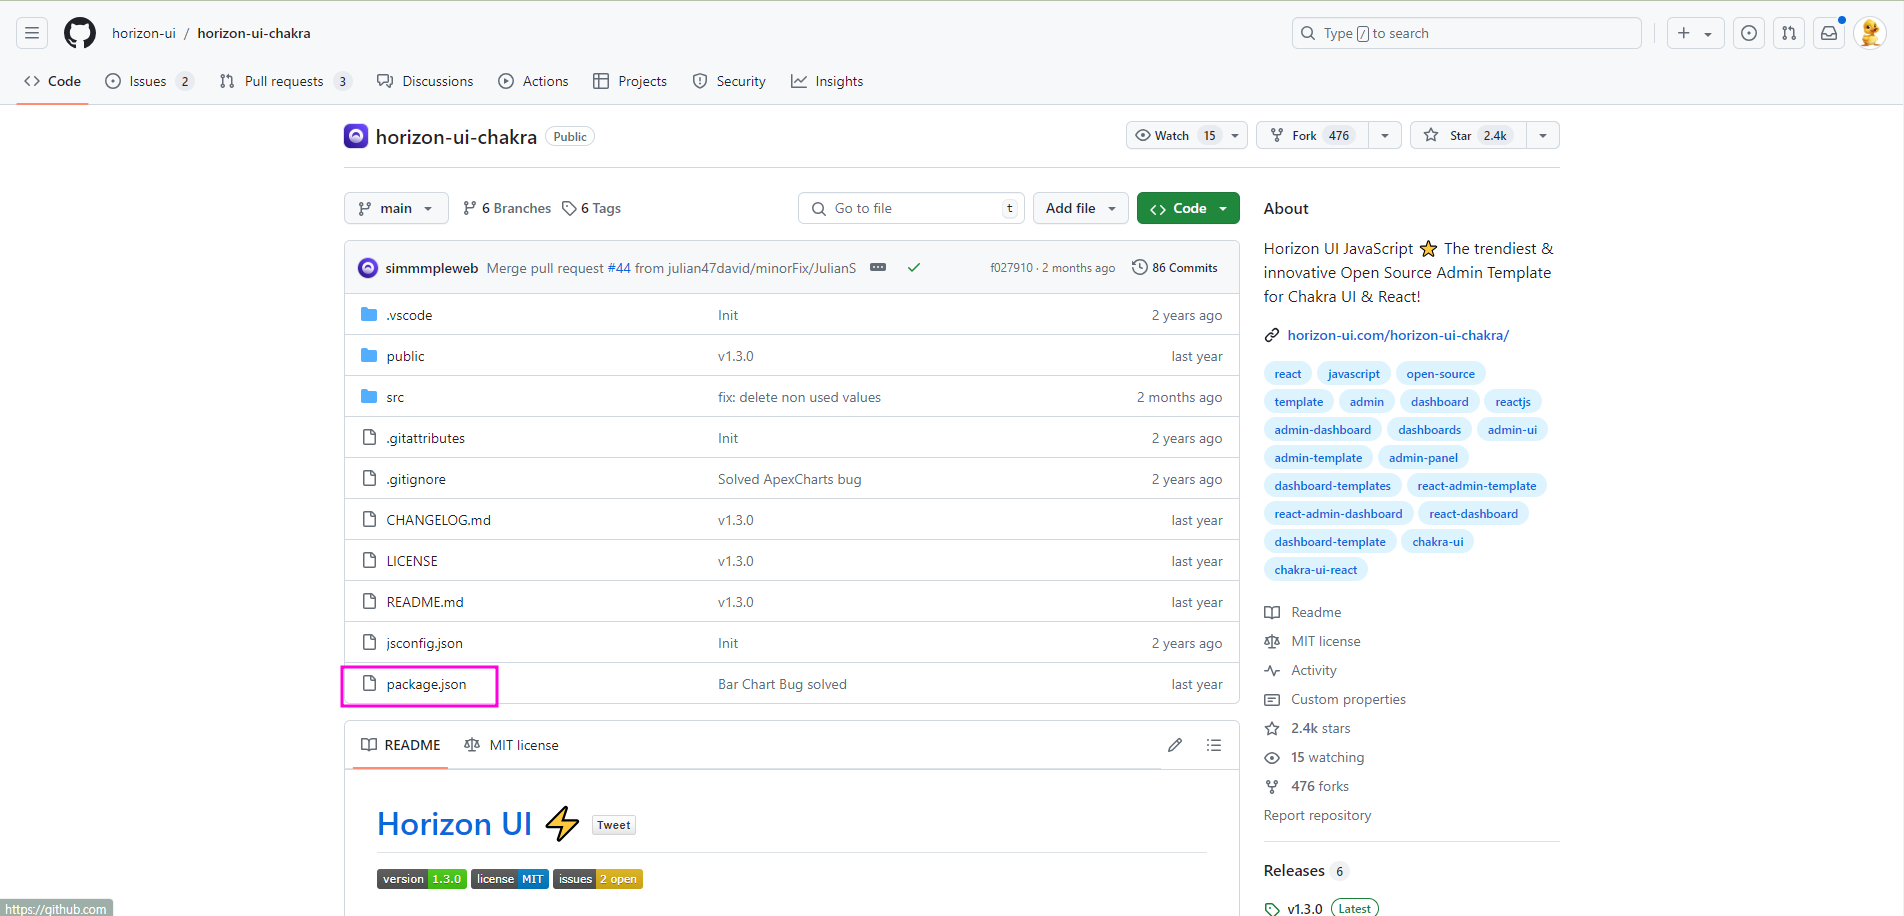 horizon-ui / horizon-ui-chakra
Type / to search
Code
Issues 2
Pull requests 3
Discussions
Actions
Projects
Security
Insights
horizon-ui-chakra Public
Watch 15
Fork 476
Star 2.4k
main
6 Branches
6 Tags
Go to file t
Add file
Code
simmmpleweb Merge pull request #44 from julian47david/minorFix/JulianS
f027910 · 2 months ago
86 Commits
.vscode Init 2 years ago
public v1.3.0 last year
src fix: delete non used values 2 months ago
.gitattributes Init 2 years ago
.gitignore Solved ApexCharts bug 2 years ago
CHANGELOG.md v1.3.0 last year
LICENSE v1.3.0 last year
README.md v1.3.0 last year
jsconfig.json Init 2 years ago
package.json Bar Chart Bug solved last year
README
MIT license
Horizon UI ⚡ Tweet
version 1.3.0 license MIT issues 2 open
About
Horizon UI JavaScript ⭐ The trendiest &
innovative Open Source Admin Template
for Chakra UI & React!
horizon-ui.com/horizon-ui-chakra/
react javascript open-source
template admin dashboard reactjs
admin-dashboard dashboards admin-ui
admin-template admin-panel
dashboard-templates react-admin-template
react-admin-dashboard react-dashboard
dashboard-template chakra-ui
chakra-ui-react
Readme
MIT license
Activity
Custom properties
2.4k stars
15 watching
476 forks
Report repository
Releases 6
v1.3.0 Latest
https://github.com